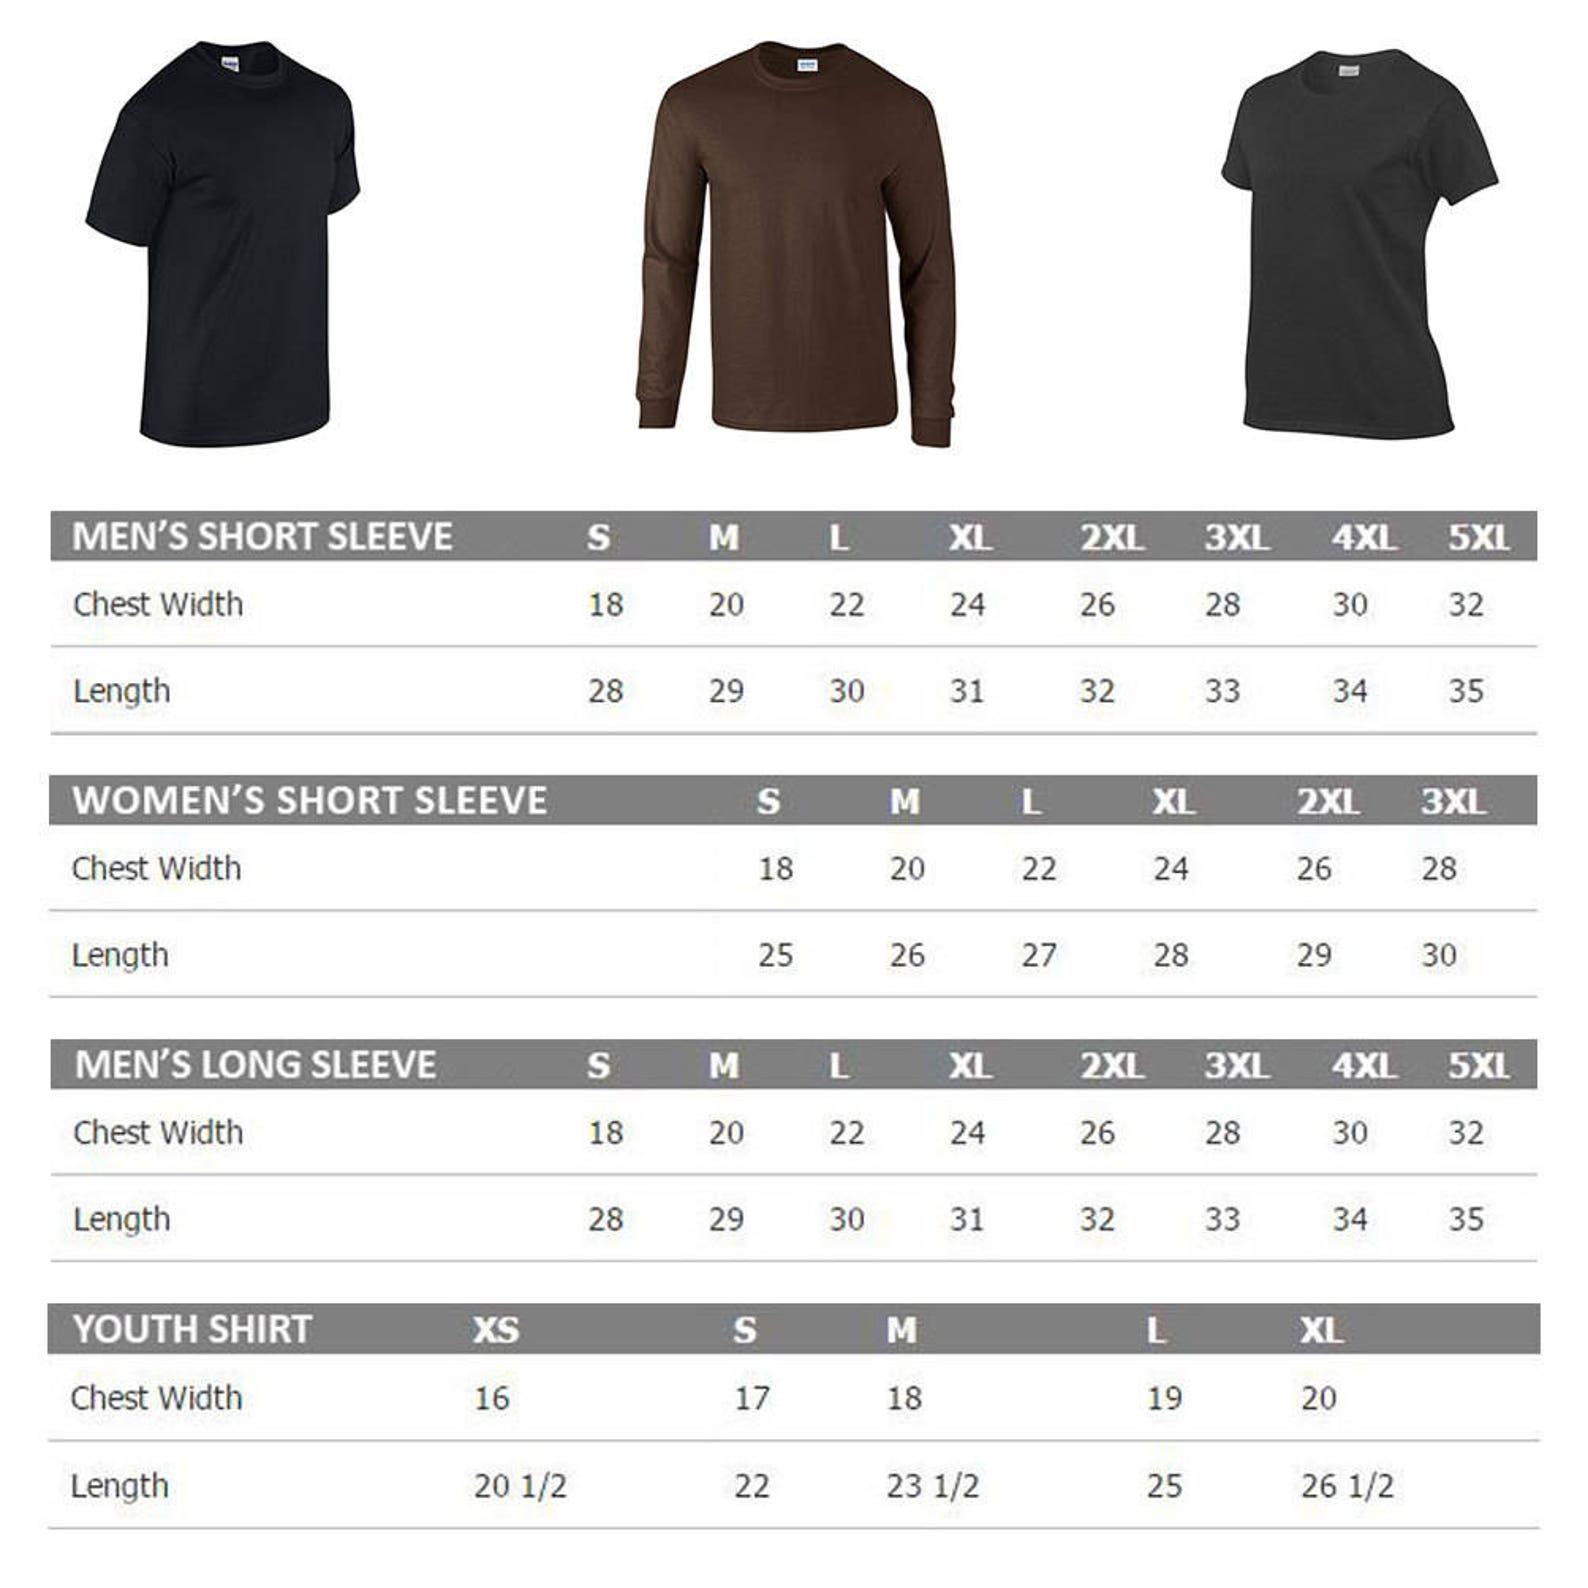 MEN’S SHORT SLEEVE S M L XL 2XL 3XL 4XL 5XL
Chest Width 18 20 22 24 26 28 30 32
Length 28 29 30 31 32 33 34 35
WOMEN’S SHORT SLEEVE S M L XL 2XL 3XL
Chest Width 18 20 22 24 26 28
Length 25 26 27 28 29 30
MEN’S LONG SLEEVE S M L XL 2XL 3XL 4XL 5XL
Chest Width 18 20 22 24 26 28 30 32
Length 28 29 30 31 32 33 34 35
YOUTH SHIRT XS S M L XL
Chest Width 16 17 18 19 20
Length 20 1/2 22 23 1/2 25 26 1/2